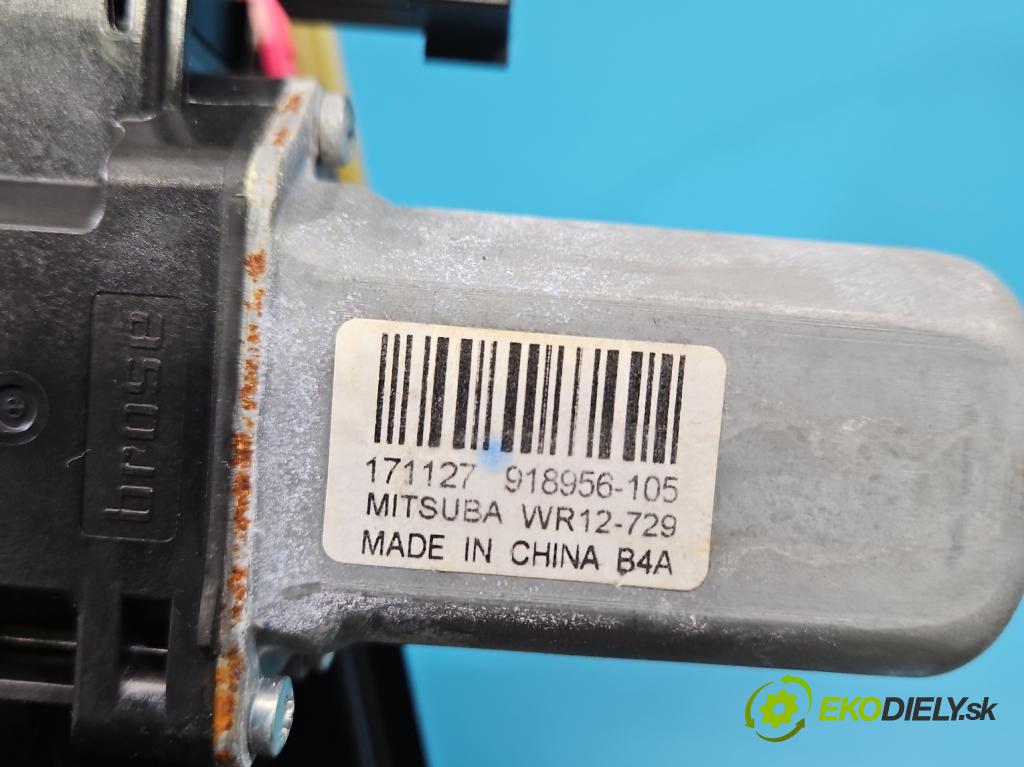 brose
e
171127 918956-105
MITSUBA WR12-729
MADE IN CHINA B4A
EKODIELY.sk